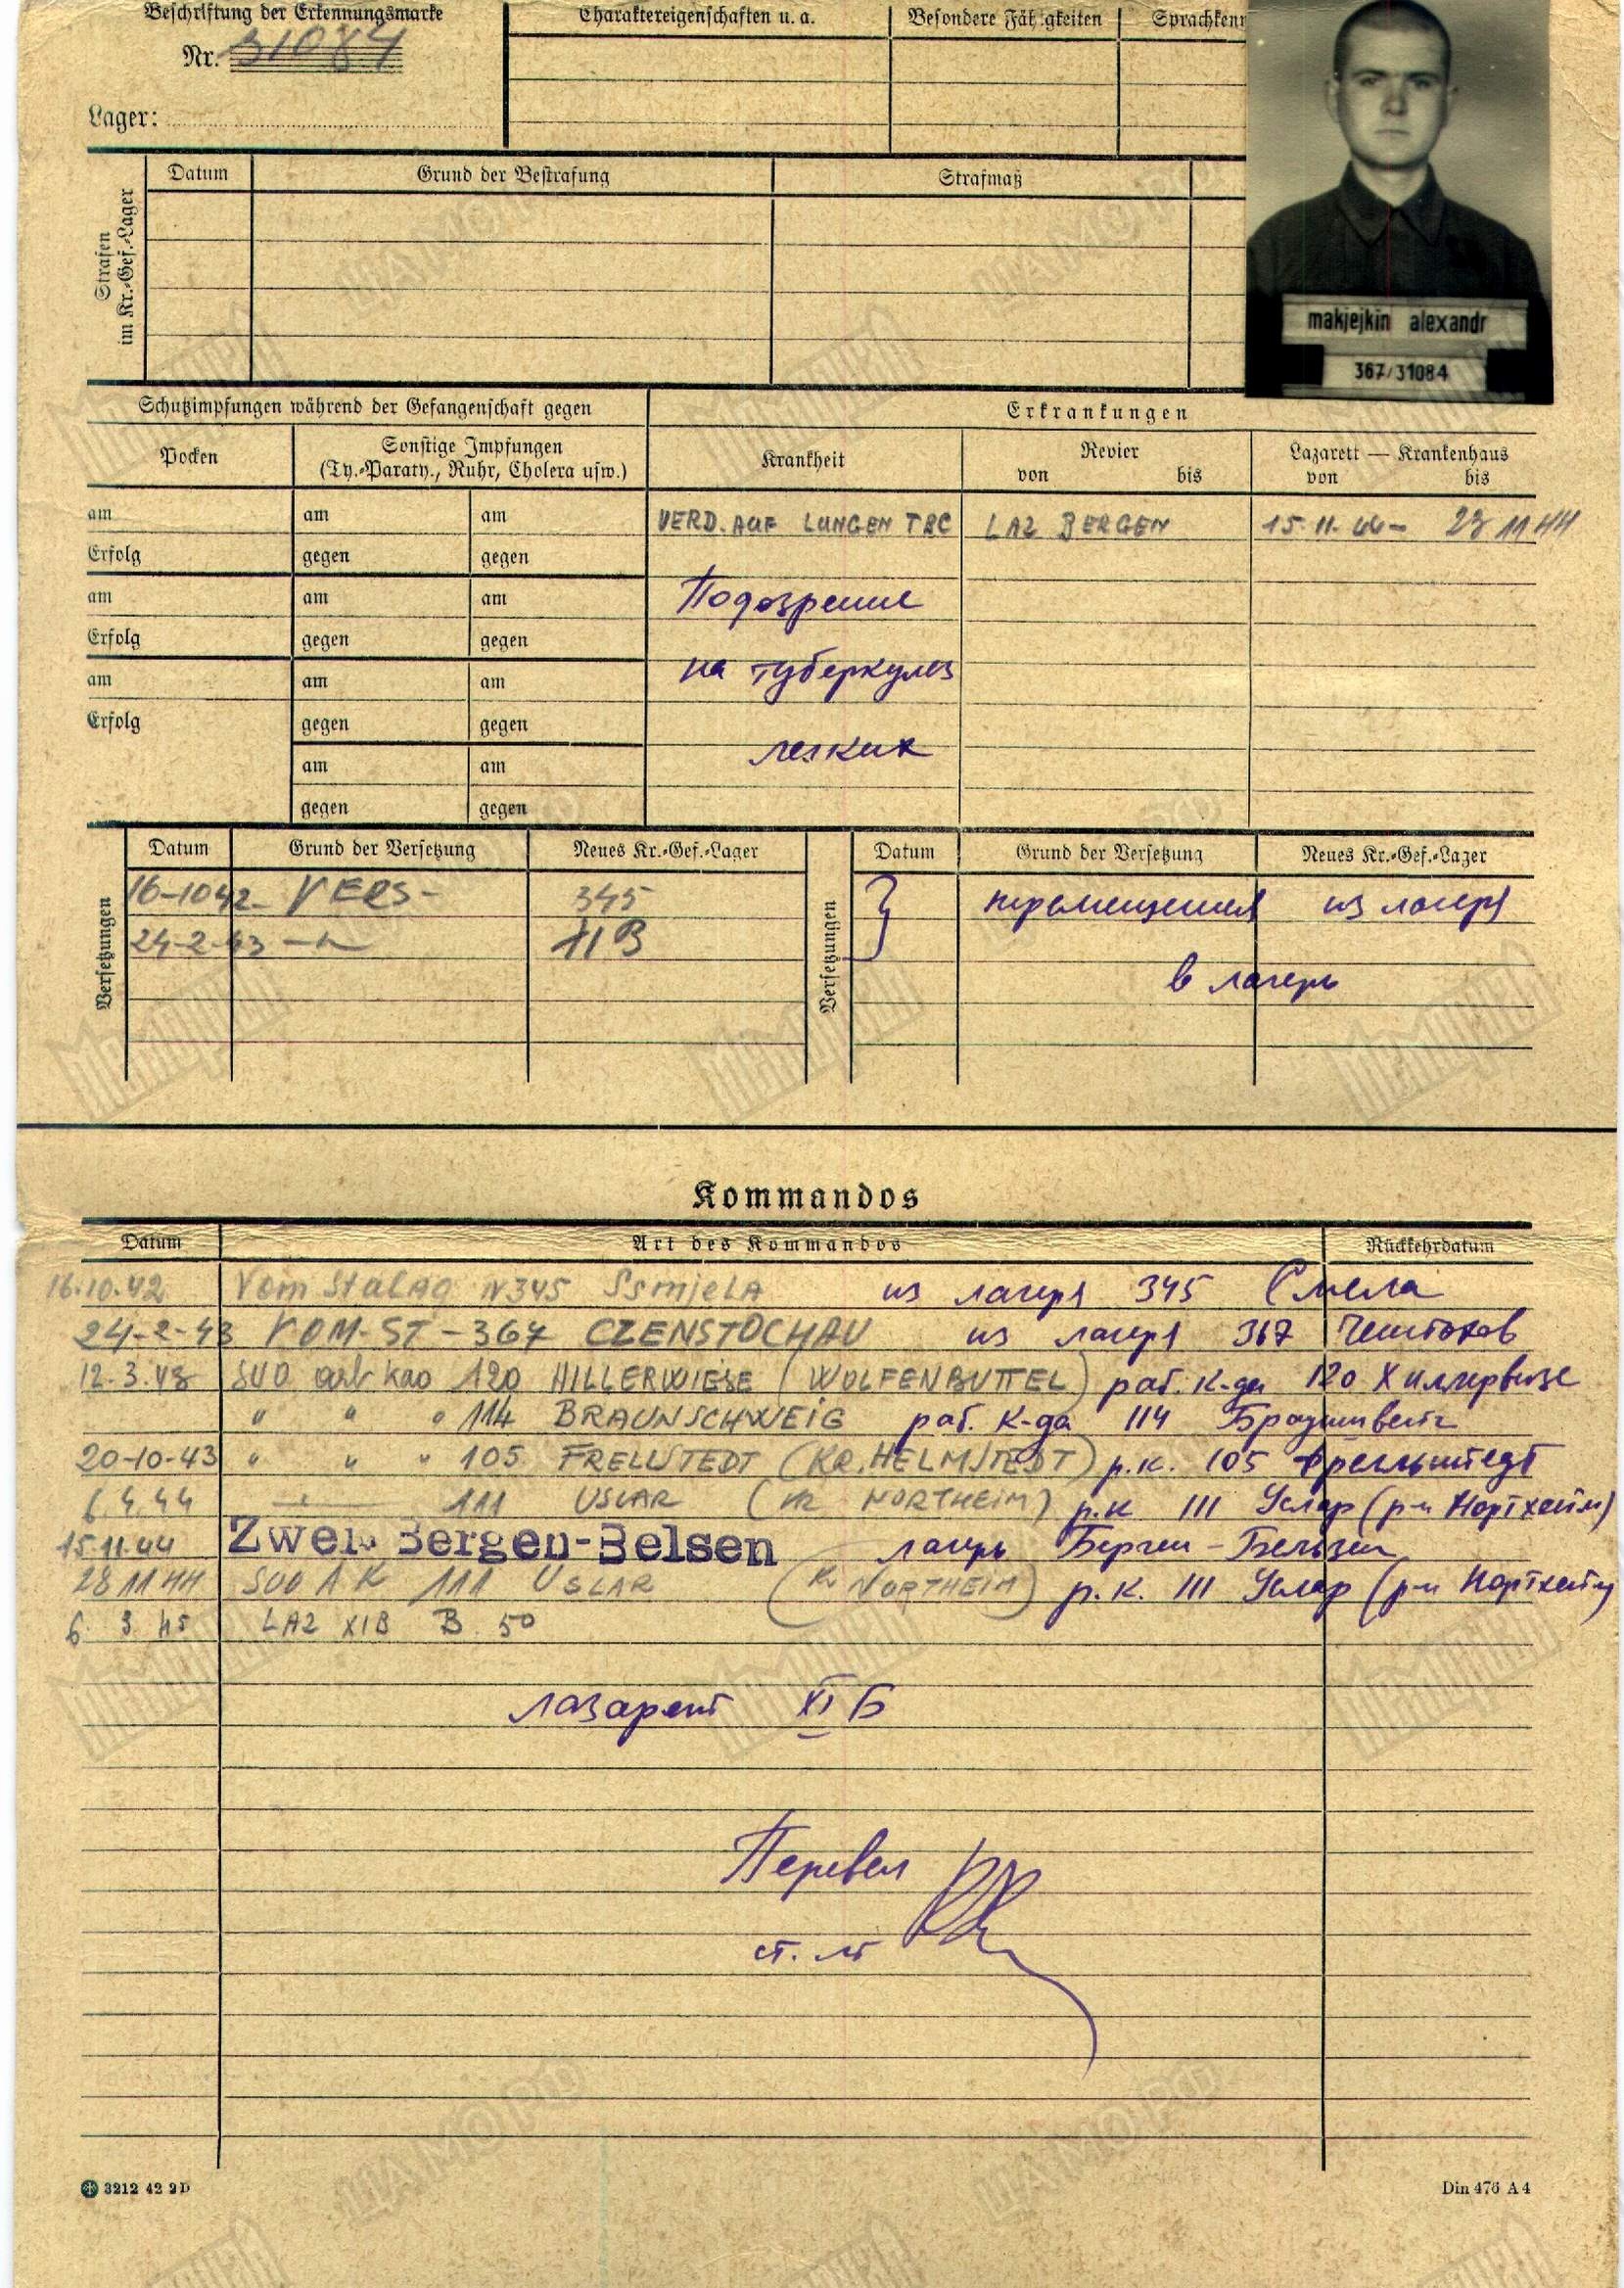 Beschriftung der Erkennungsmarke
Charaktereigenschaften u. a.
Besondere Fähigkeiten
Nr. 31084
Lager:
Strafen im Kr.-Gef.-Lager
Datum Grund der Bestrafung Strafmaß
makjejkin alexandr
367/31084
Schutzimpfungen während der Gefangenschaft gegen
Erkrankungen
Pocken
Sonstige Impfungen
(Ty.-Paraty., Ruhr, Cholera usw.)
Krankheit
Revier
von bis
Lazarett — Krankenhaus
von bis
am am am VERD. AUF LUNGEN TBC LAZ BERGEN 15.11.44- 23 11 44
Erfolg gegen gegen
am am am Подозрение
Erfolg gegen gegen
am am am на туберкулез
Erfolg gegen gegen
am am легких
gegen gegen
Versetzungen
Datum Grund der Versetzung Neues Kr.-Gef.-Lager
16-10 42- VERS- 345
24-2-43 XI B
Versetzungen
Datum Grund der Versetzung Neues Kr.-Gef.-Lager
перемещения из лагеря
в лагерь
Kommandos
Datum Art des Kommandos Rückkehrdatum
16.10.42 Vom Stalag N345 SsmjelA из лагеря 345 Смела
24-2-43 VOM-ST-367 CZENSTOCHAU из лагеря 367 Ченстохов
12.3.43 120 HILLERWIESE (WOLFENBUTTEL) раб. к-да 120 Хиллервизе
" " " 114 BRAUNSCHWEIG раб. к-да 114 Брауншвейг
20-10-43 " " " 105 FRELLSTEDT (KR. HELMSTEDT) р.к. 105 Фрельштедт
6.4.44 111 USLAR (KR NORTHEIM) р.к 111 Услар (р-н Нортхейм)
15.11.44 Zwel. Bergen-Belsen лагерь Берген-Бельзен
28 11 44 111 USLAR (Kr NORTHEIM) р.к. 111 Услар (р-н Нортхейм)
6. 3 45 LAZ XIB B. 50
лазарет XI Б
Перевел
ст. лт
3212 42 2D
Din 476 A4